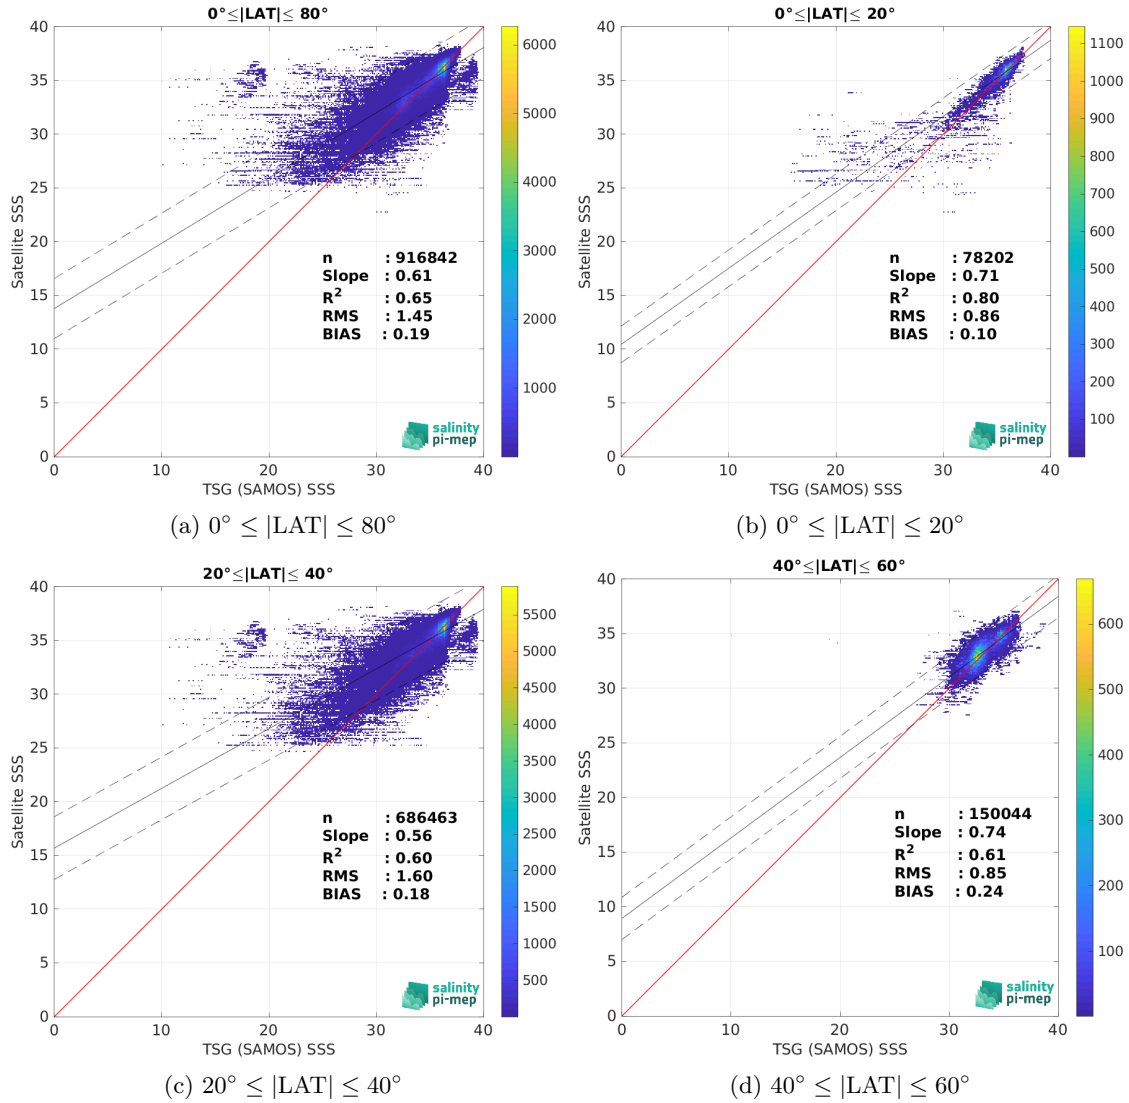 0°≤|LAT|≤ 80°
40
35
30
25
20
15
10
5
0
Satellite SSS
0
10
20
30
40
TSG (SAMOS) SSS
n : 916842
Slope : 0.61
R² : 0.65
RMS : 1.45
BIAS : 0.19
salinity
pi-mep
6000
5000
4000
3000
2000
1000
(a) 0° ≤ |LAT| ≤ 80°
0°≤|LAT|≤ 20°
40
35
30
25
20
15
10
5
0
Satellite SSS
0
10
20
30
40
TSG (SAMOS) SSS
n : 78202
Slope : 0.71
R² : 0.80
RMS : 0.86
BIAS : 0.10
salinity
pi-mep
1100
1000
900
800
700
600
500
400
300
200
100
(b) 0° ≤ |LAT| ≤ 20°
20°≤|LAT|≤ 40°
40
35
30
25
20
15
10
5
0
Satellite SSS
0
10
20
30
40
TSG (SAMOS) SSS
n : 686463
Slope : 0.56
R² : 0.60
RMS : 1.60
BIAS : 0.18
salinity
pi-mep
5500
5000
4500
4000
3500
3000
2500
2000
1500
1000
500
(c) 20° ≤ |LAT| ≤ 40°
40°≤|LAT|≤ 60°
40
35
30
25
20
15
10
5
0
Satellite SSS
0
10
20
30
40
TSG (SAMOS) SSS
n : 150044
Slope : 0.74
R² : 0.61
RMS : 0.85
BIAS : 0.24
salinity
pi-mep
600
500
400
300
200
100
(d) 40° ≤ |LAT| ≤ 60°